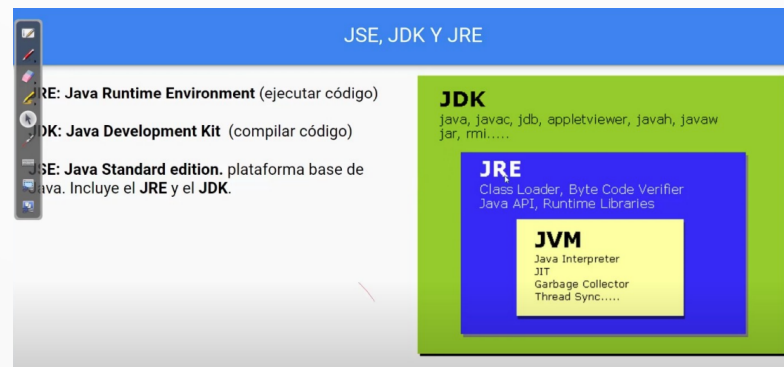 JSE, JDK Y JRE
JRE: Java Runtime Environment (ejecutar código)
JDK: Java Development Kit (compilar código)
JSE: Java Standard edition. plataforma base de
Java. Incluye el JRE y el JDK.
JDK
java, javac, jdb, appletviewer, javah, javaw
jar, rmi.....
JRE
Class Loader, Byte Code Verifier
Java API, Runtime Libraries
JVM
Java Interpreter
JIT
Garbage Collector
Thread Sync.....